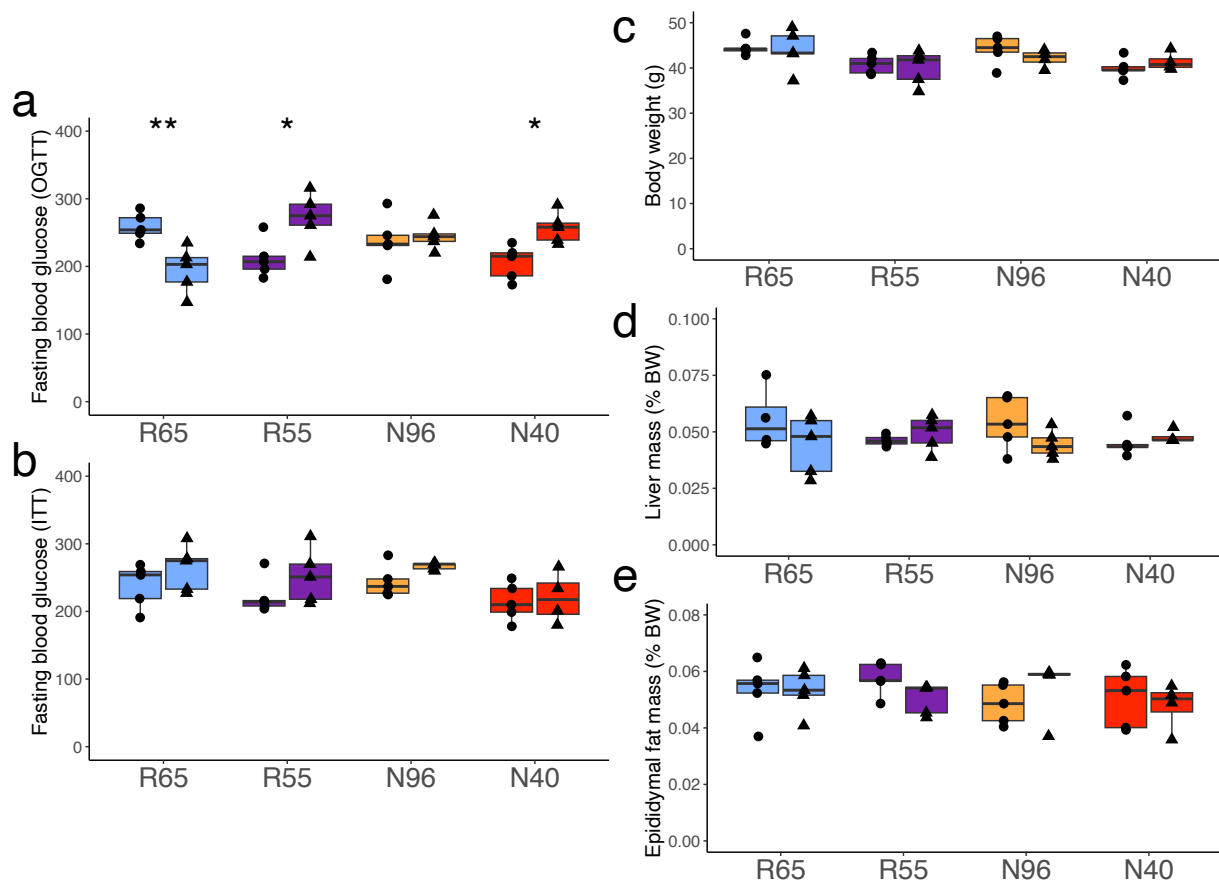 a
Fasting blood glucose (OGTT)
400
300
200
100
0
**
*
*
R65
R55
N96
N40
b
Fasting blood glucose (ITT)
400
300
200
100
0
R65
R55
N96
N40
c
Body weight (g)
50
40
30
20
10
0
R65
R55
N96
N40
d
Liver mass (% BW)
0.100
0.075
0.050
0.025
0.000
R65
R55
N96
N40
e
Epididymal fat mass (% BW)
0.08
0.06
0.04
0.02
0.00
R65
R55
N96
N40